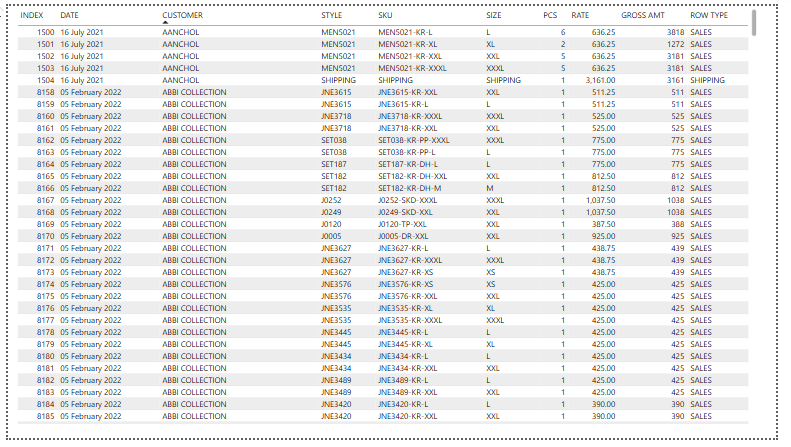 INDEX DATE CUSTOMER STYLE SKU SIZE PCS RATE GROSS AMT ROW TYPE
1500 16 July 2021 AANCHOL MEN5021 MEN5021-KR-L L 6 636.25 3818 SALES
1501 16 July 2021 AANCHOL MEN5021 MEN5021-KR-XL XL 2 636.25 1272 SALES
1502 16 July 2021 AANCHOL MEN5021 MEN5021-KR-XXL XXL 5 636.25 3181 SALES
1503 16 July 2021 AANCHOL MEN5021 MEN5021-KR-XXXL XXXL 5 636.25 3181 SALES
1504 16 July 2021 AANCHOL SHIPPING SHIPPING SHIPPING 1 3,161.00 3161 SHIPPING
8158 05 February 2022 ABBI COLLECTION JNE3615 JNE3615-KR-XXL XXL 1 511.25 511 SALES
8159 05 February 2022 ABBI COLLECTION JNE3615 JNE3615-KR-L L 1 511.25 511 SALES
8160 05 February 2022 ABBI COLLECTION JNE3718 JNE3718-KR-XXXL XXXL 1 525.00 525 SALES
8161 05 February 2022 ABBI COLLECTION JNE3718 JNE3718-KR-XXL XXL 1 525.00 525 SALES
8162 05 February 2022 ABBI COLLECTION SET038 SET038-KR-PP-XXXL XXXL 1 775.00 775 SALES
8163 05 February 2022 ABBI COLLECTION SET038 SET038-KR-PP-L L 1 775.00 775 SALES
8164 05 February 2022 ABBI COLLECTION SET187 SET187-KR-DH-L L 1 775.00 775 SALES
8165 05 February 2022 ABBI COLLECTION SET182 SET182-KR-DH-XXL XXL 1 812.50 812 SALES
8166 05 February 2022 ABBI COLLECTION SET182 SET182-KR-DH-M M 1 812.50 812 SALES
8167 05 February 2022 ABBI COLLECTION J0252 J0252-SKD-XXXL XXXL 1 1,037.50 1038 SALES
8168 05 February 2022 ABBI COLLECTION J0249 J0249-SKD-XXL XXL 1 1,037.50 1038 SALES
8169 05 February 2022 ABBI COLLECTION J0120 J0120-TP-XXL XXL 1 387.50 388 SALES
8170 05 February 2022 ABBI COLLECTION J0005 J0005-DR-XXL XXL 1 925.00 925 SALES
8171 05 February 2022 ABBI COLLECTION JNE3627 JNE3627-KR-L L 1 438.75 439 SALES
8172 05 February 2022 ABBI COLLECTION JNE3627 JNE3627-KR-XXXL XXXL 1 438.75 439 SALES
8173 05 February 2022 ABBI COLLECTION JNE3627 JNE3627-KR-XS XS 1 438.75 439 SALES
8174 05 February 2022 ABBI COLLECTION JNE3576 JNE3576-KR-XS XS 1 425.00 425 SALES
8175 05 February 2022 ABBI COLLECTION JNE3576 JNE3576-KR-XXL XXL 1 425.00 425 SALES
8176 05 February 2022 ABBI COLLECTION JNE3535 JNE3535-KR-XL XL 1 425.00 425 SALES
8177 05 February 2022 ABBI COLLECTION JNE3535 JNE3535-KR-XXXL XXXL 1 425.00 425 SALES
8178 05 February 2022 ABBI COLLECTION JNE3445 JNE3445-KR-L L 1 425.00 425 SALES
8179 05 February 2022 ABBI COLLECTION JNE3445 JNE3445-KR-XL XL 1 425.00 425 SALES
8180 05 February 2022 ABBI COLLECTION JNE3434 JNE3434-KR-L L 1 425.00 425 SALES
8181 05 February 2022 ABBI COLLECTION JNE3434 JNE3434-KR-XXL XXL 1 425.00 425 SALES
8182 05 February 2022 ABBI COLLECTION JNE3489 JNE3489-KR-L L 1 425.00 425 SALES
8183 05 February 2022 ABBI COLLECTION JNE3489 JNE3489-KR-XXL XXL 1 425.00 425 SALES
8184 05 February 2022 ABBI COLLECTION JNE3420 JNE3420-KR-L L 1 390.00 390 SALES
8185 05 February 2022 ABBI COLLECTION JNE3420 JNE3420-KR-XXL XXL 1 390.00 390 SALES